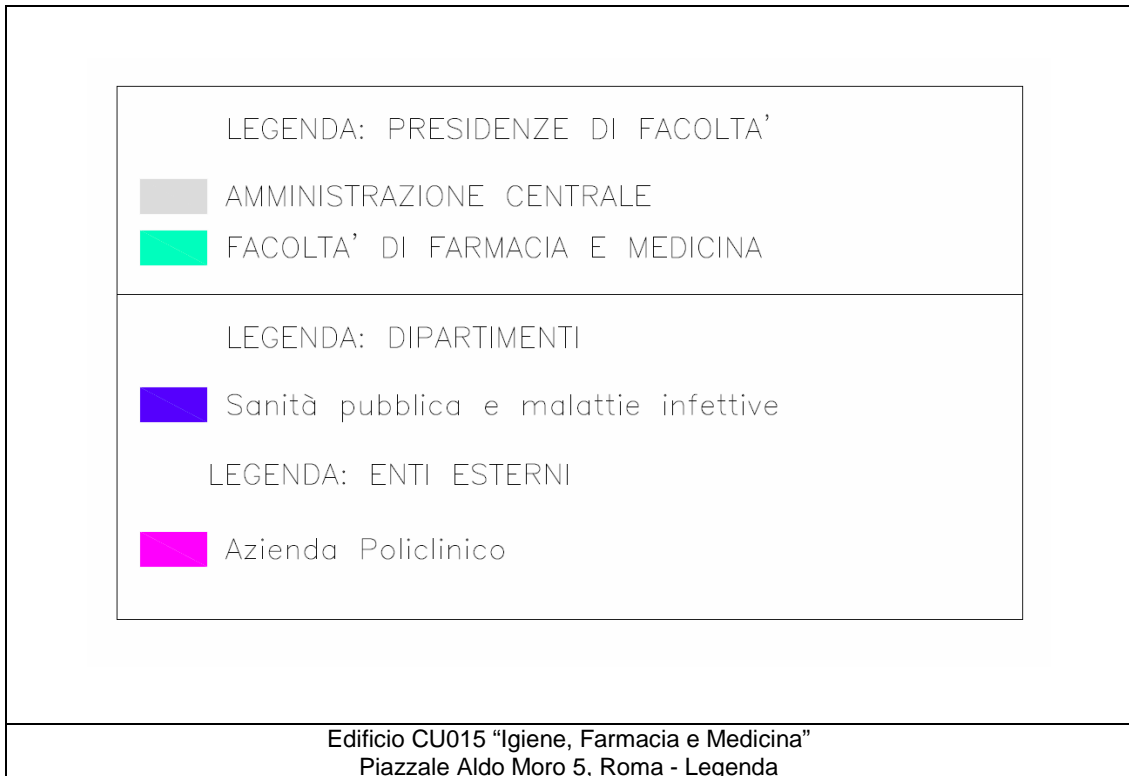 LEGENDA: PRESIDENZE DI FACOLTA'
AMMINISTRAZIONE CENTRALE
FACOLTA' DI FARMACIA E MEDICINA
LEGENDA: DIPARTIMENTI
Sanità pubblica e malattie infettive
LEGENDA: ENTI ESTERNI
Azienda Policlinico
Edificio CU015 “Igiene, Farmacia e Medicina”
Piazzale Aldo Moro 5, Roma - Legenda